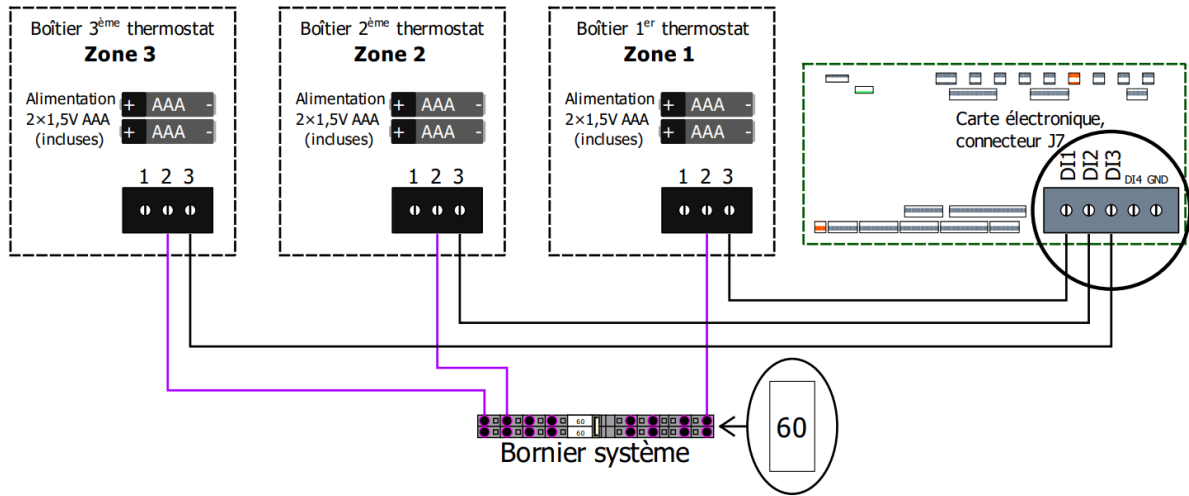 Boîtier 3ème thermostat
Zone 3
Alimentation
2×1,5V AAA
(incluses)
+ AAA -
+ AAA -
1 2 3
Boîtier 2ème thermostat
Zone 2
Alimentation
2×1,5V AAA
(incluses)
+ AAA -
+ AAA -
1 2 3
Boîtier 1er thermostat
Zone 1
Alimentation
2×1,5V AAA
(incluses)
+ AAA -
+ AAA -
1 2 3
Carte électronique,
connecteur J7
DI1 DI2 DI3 DI4 GND
60
60
Bornier système
60